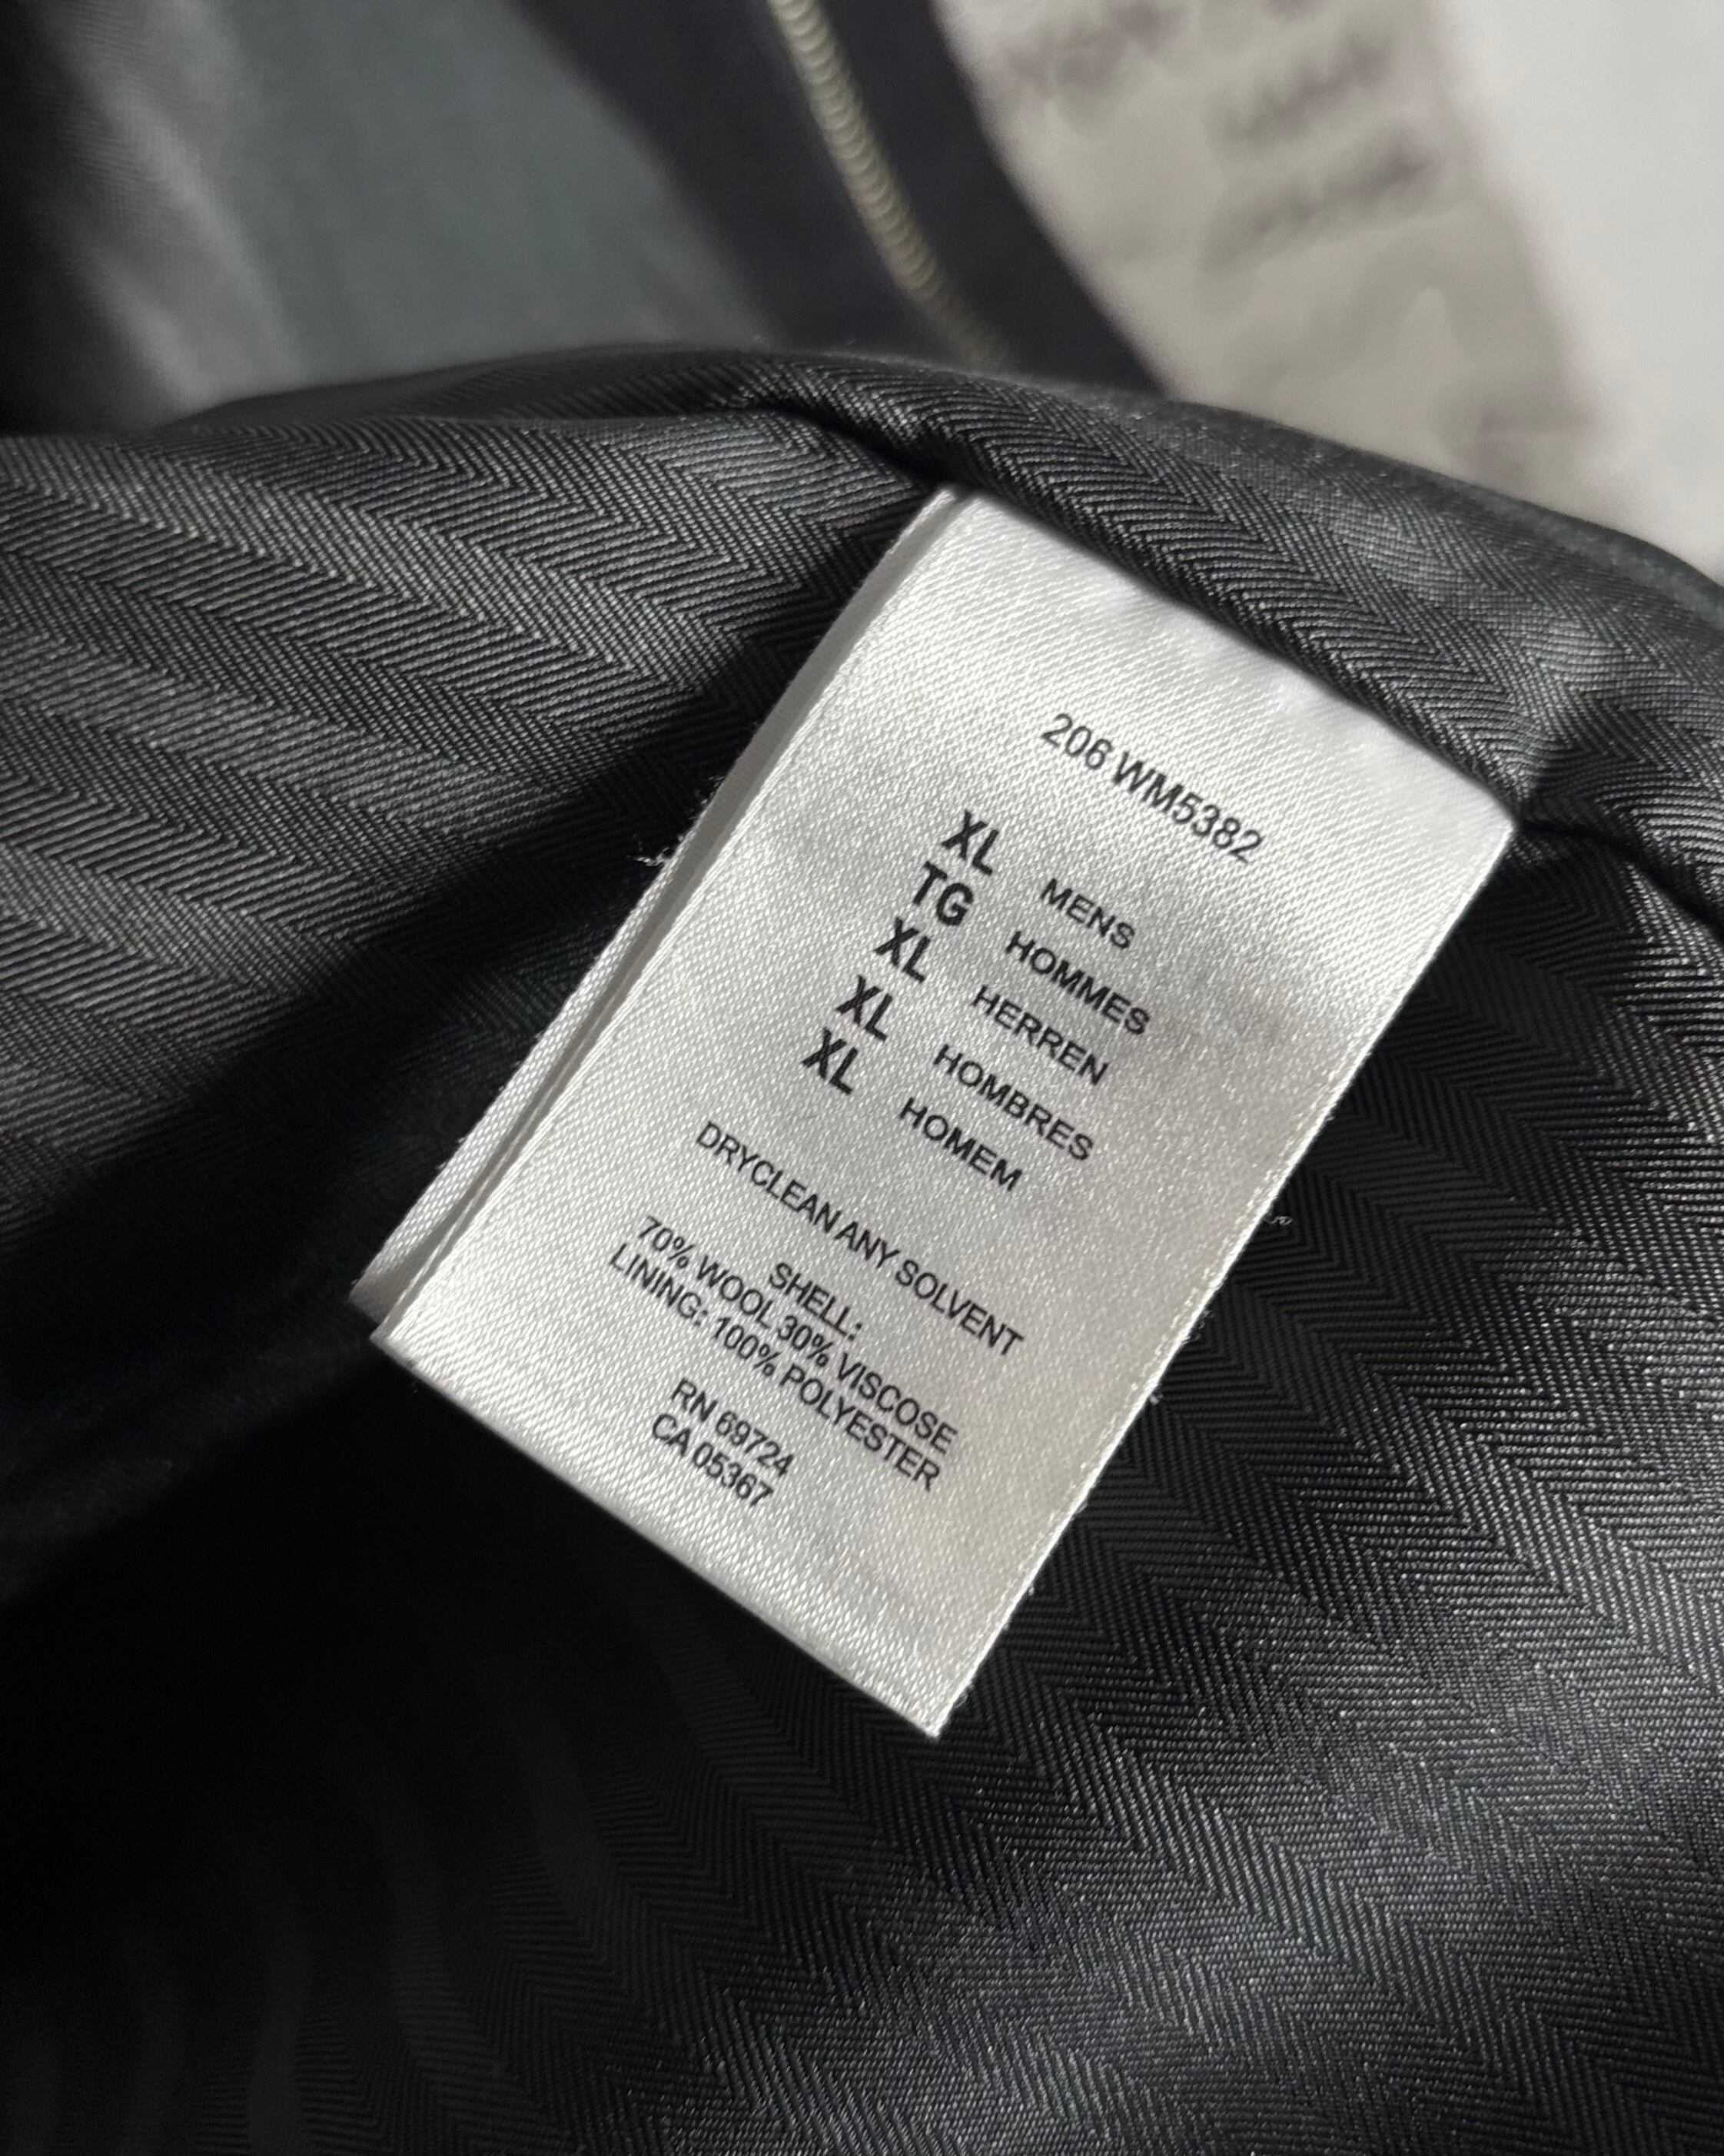 206 WM5382
XL MENS
TG HOMMES
XL HERREN
XL HOMBRES
XL HOMEM
DRYCLEAN ANY SOLVENT
SHELL:
70% WOOL 30% VISCOSE
LINING: 100% POLYESTER
RN 69724
CA 05367